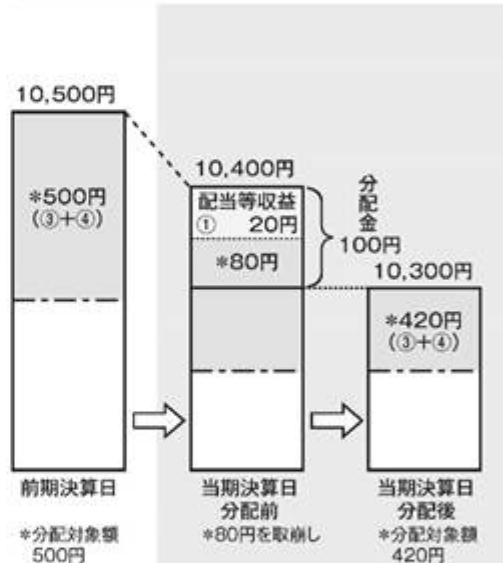 10,500円
*500円
(③+④)
10,400円
配当等収益
① 20円
*80円
分配金
100円
10,300円
*420円
(③+④)
前期決算日
*分配対象額
500円
当期決算日
分配前
*80円を取崩し
当期決算日
分配後
*分配対象額
420円